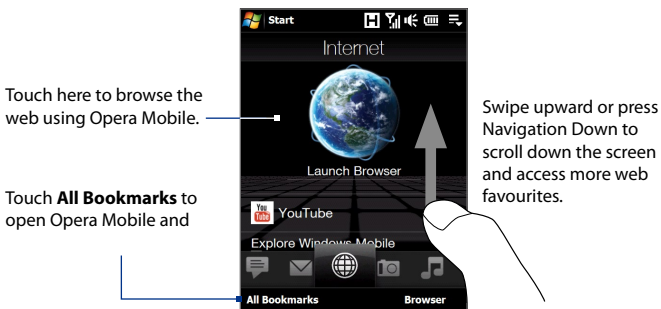 Start
H
Internet
Touch here to browse the
web using Opera Mobile.
Launch Browser
Swipe upward or press
Navigation Down to
scroll down the screen
and access more web
favourites.
Touch All Bookmarks to
open Opera Mobile and
You
Tube
YouTube
Explore Windows Mobile
All Bookmarks
Browser